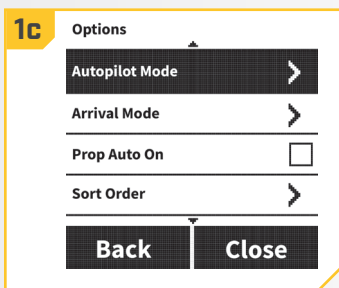 1c
Options
Autopilot Mode
Arrival Mode
Prop Auto On
Sort Order
Back Close